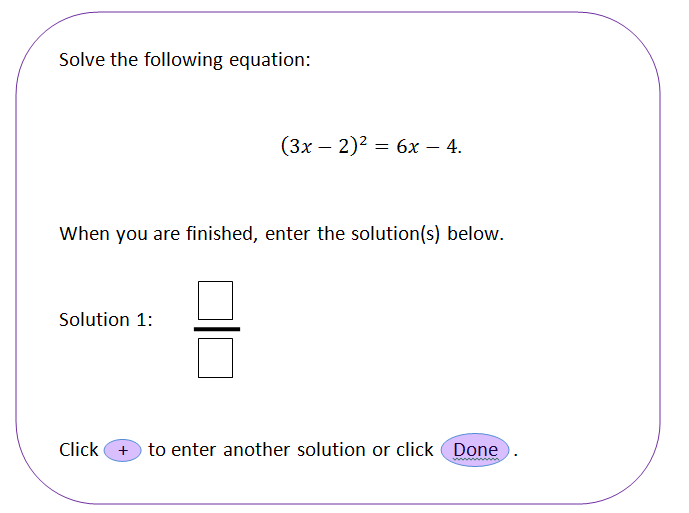 Solve the following equation:
(3x − 2)² = 6x − 4.
When you are finished, enter the solution(s) below.
Solution 1:
Click + to enter another solution or click Done .